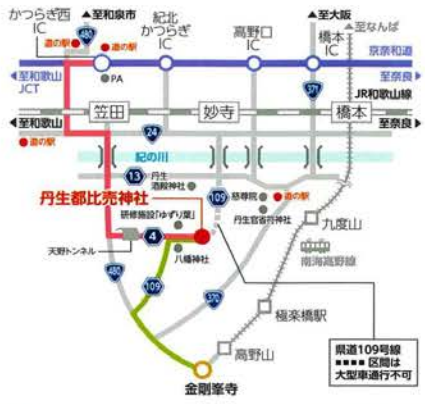 かつらぎ西
IC
▲至和泉市
480
道の駅
道の駅
紀北
かつらぎ
IC
高野口
IC
▲至大阪
橋本
IC
▲至なんば
京奈和道
◀至和歌山
JCT
PA
371
至奈良▶
JR和歌山線
笠田
妙寺
橋本
◀至和歌山
至奈良▶
道の駅
24
紀の川
13
丹生
酒殿神社
109
慈尊院
道の駅
丹生官省符神社
丹生都比売神社
研修施設「ゆずり葉」
九度山
4
天野トンネル
八幡神社
南海高野線
480
109
370
極楽橋駅
高野山
金剛峯寺
県道109号線
■■■■ 区間は
大型車通行不可